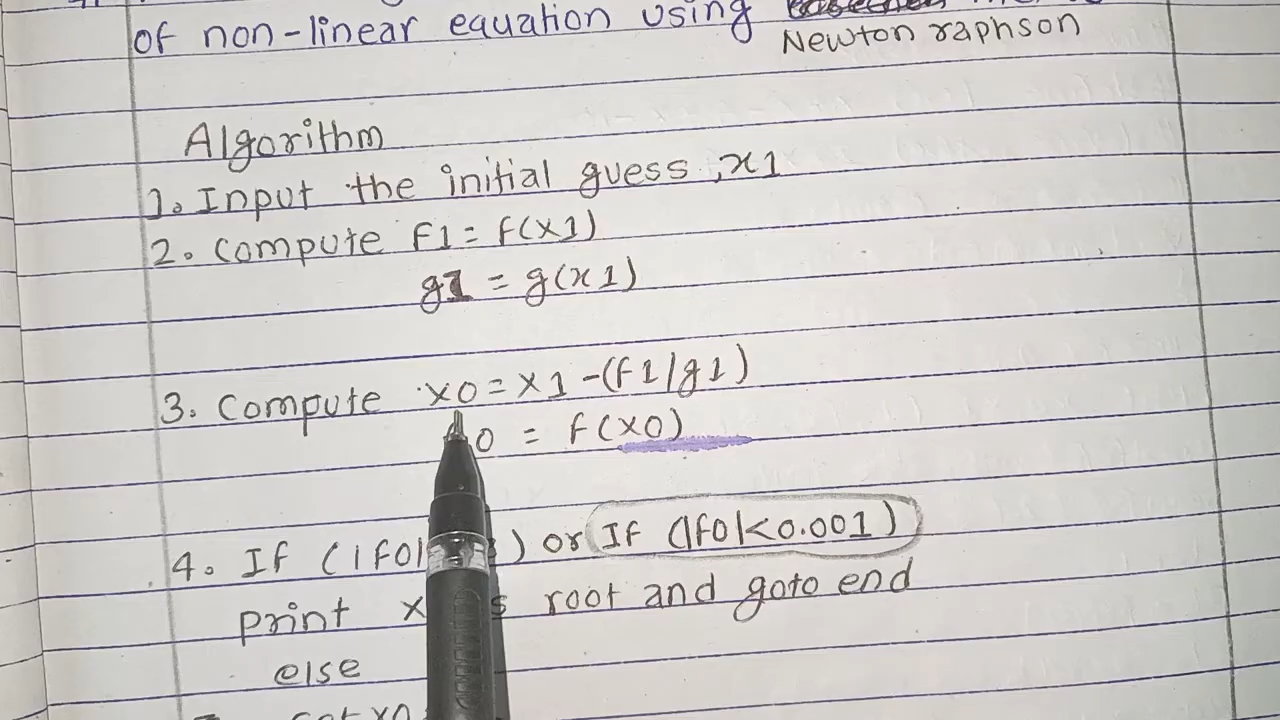 of non-linear equation using
Newton raphson
Algorithm
1. Input the initial guess, x1
2. Compute F1 = f(x1)
g1 = g(x1)
3. Compute x0 = x1 - (f1/g1)
0 = f(x0)
4. If (|f0| ) or If (|f0|<0.001)
print x s root and goto end
else
set x0